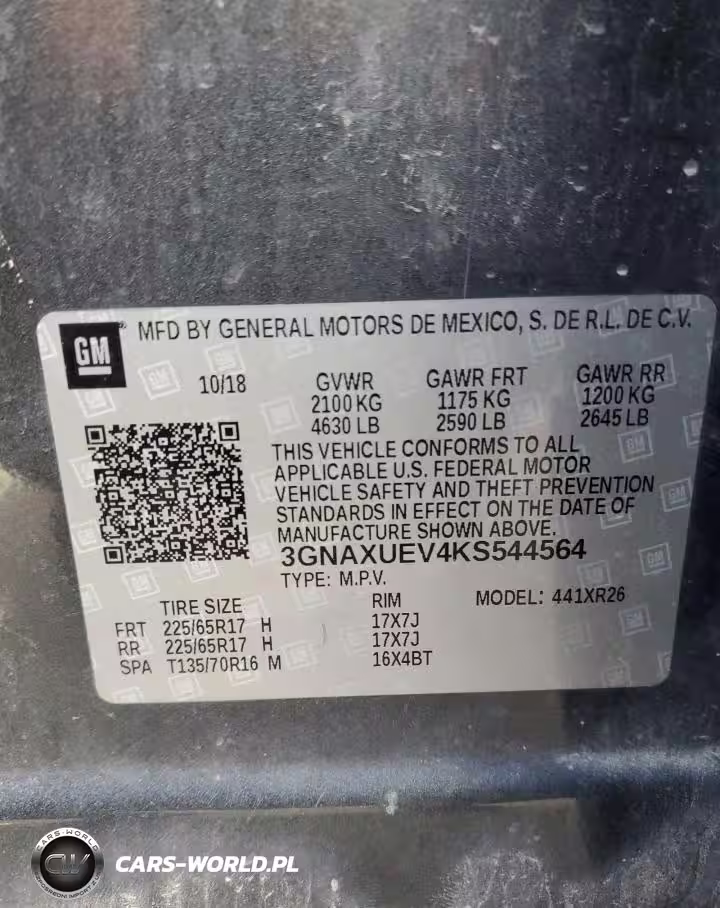 GM
MFD BY GENERAL MOTORS DE MEXICO, S. DE R.L. DE C.V.
10/18 GVWR GAWR FRT GAWR RR
2100 KG 1175 KG 1200 KG
4630 LB 2590 LB 2645 LB
THIS VEHICLE CONFORMS TO ALL
APPLICABLE U.S. FEDERAL MOTOR
VEHICLE SAFETY AND THEFT PREVENTION
STANDARDS IN EFFECT ON THE DATE OF
MANUFACTURE SHOWN ABOVE.
3GNAXUEV4KS544564
TYPE: M.P.V.
TIRE SIZE RIM MODEL: 441XR26
FRT 225/65R17 H 17X7J
RR 225/65R17 H 17X7J
SPA T135/70R16 M 16X4BT
CARS-WORLD
CARS-WORLD.PL